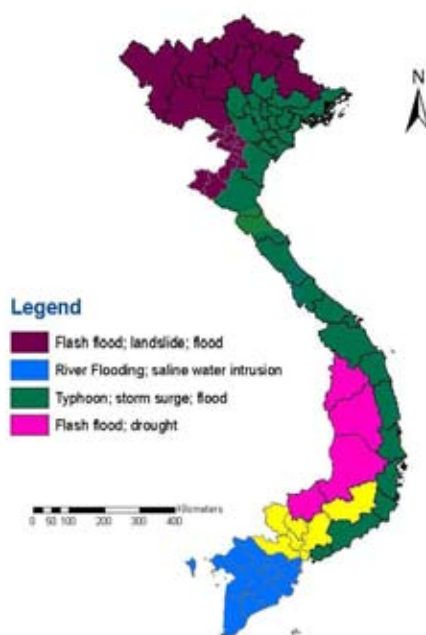 N
Legend
Flash flood; landslide; flood
River Flooding; saline water intrusion
Typhoon; storm surge; flood
Flash flood; drought
Kilometers
0 50 100 200 300 400